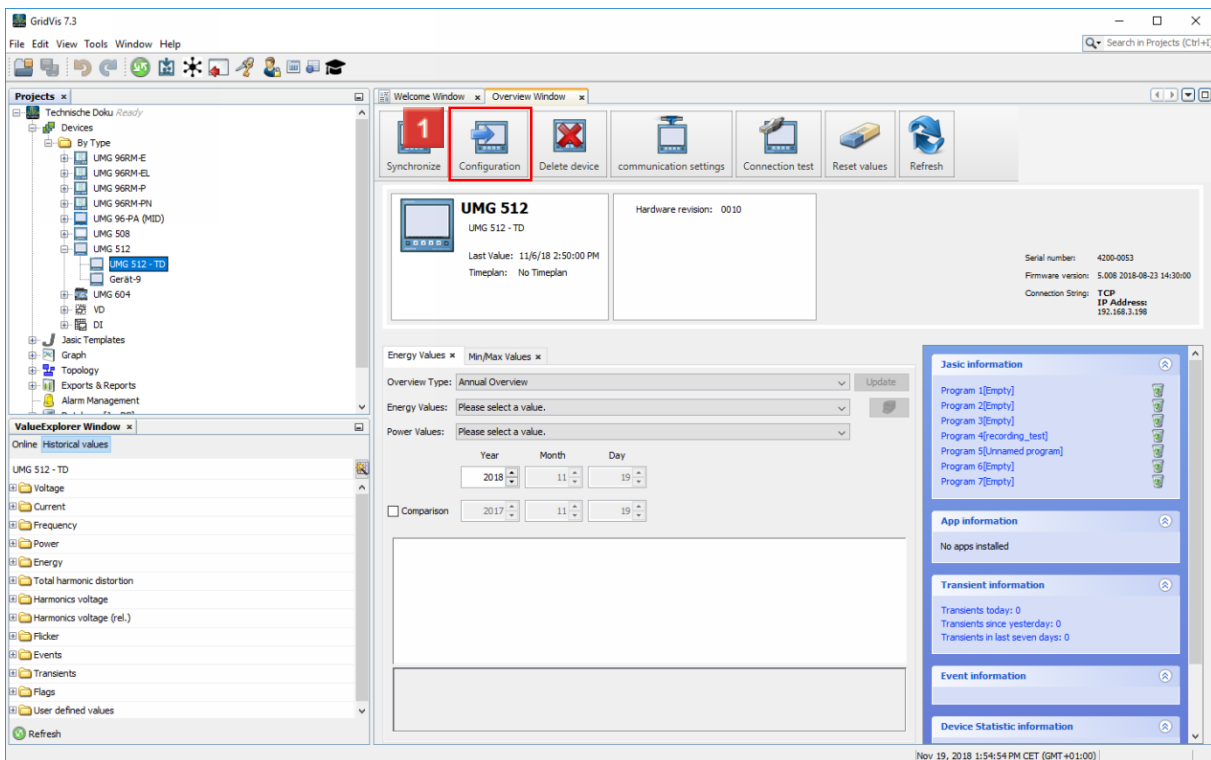 GridVis 7.3
File Edit View Tools Window Help
Search in Projects (Ctrl+I)
Projects
Technische Doku Ready
Devices
By Type
UMG 96RM-E
UMG 96RM-EL
UMG 96RM-P
UMG 96RM-PN
UMG 96-PA (MID)
UMG 508
UMG 512
UMG 512 - TD
Gerät-9
UMG 604
VD
DI
Jasic Templates
Graph
Topology
Exports & Reports
Alarm Management
ValueExplorer Window
Online Historical values
UMG 512 - TD
Voltage
Current
Frequency
Power
Energy
Total harmonic distortion
Harmonics voltage
Harmonics voltage (rel.)
Flicker
Events
Transients
Flags
User defined values
Refresh
Welcome Window Overview Window
1
Synchronize Configuration Delete device communication settings Connection test Reset values Refresh
UMG 512
UMG 512 - TD
Last Value: 11/6/18 2:50:00 PM
Timeplan: No Timeplan
Hardware revision: 0010
Serial number: 4200-0053
Firmware version: 5.008 2018-08-23 14:30:00
Connection String: TCP
IP Address:
192.168.3.198
Energy Values Min/Max Values
Overview Type: Annual Overview Update
Energy Values: Please select a value.
Power Values: Please select a value.
Year Month Day
2018 11 19
Comparison 2017 11 19
Jasic information
Program 1[Empty]
Program 2[Empty]
Program 3[Empty]
Program 4[recording_test]
Program 5[Unnamed program]
Program 6[Empty]
Program 7[Empty]
App information
No apps installed
Transient information
Transients today: 0
Transients since yesterday: 0
Transients in last seven days: 0
Event information
Device Statistic information
Nov 19, 2018 1:54:54 PM CET (GMT+01:00)